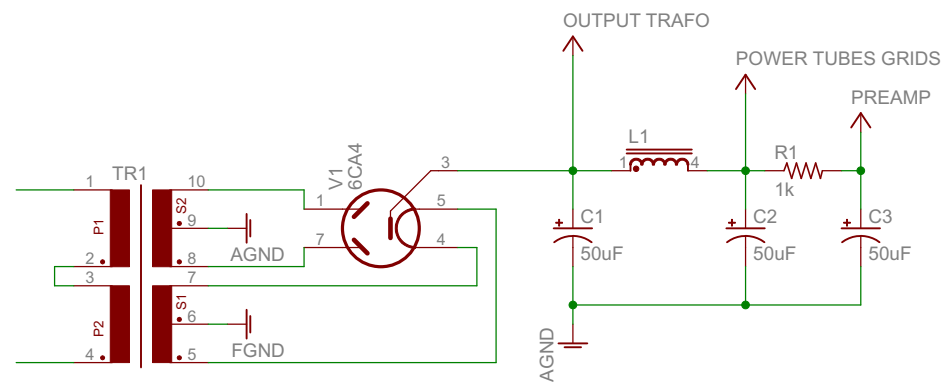 OUTPUT TRAFO
POWER TUBES GRIDS
PREAMP
TR1
V1
6CA4
L1
R1
1k
1
10
P1
S2
9
AGND
2
8
3
7
P2
S1
6
FGND
4
5
1
7
3
5
4
1
4
+
C1
50uF
+
C2
50uF
+
C3
50uF
AGND